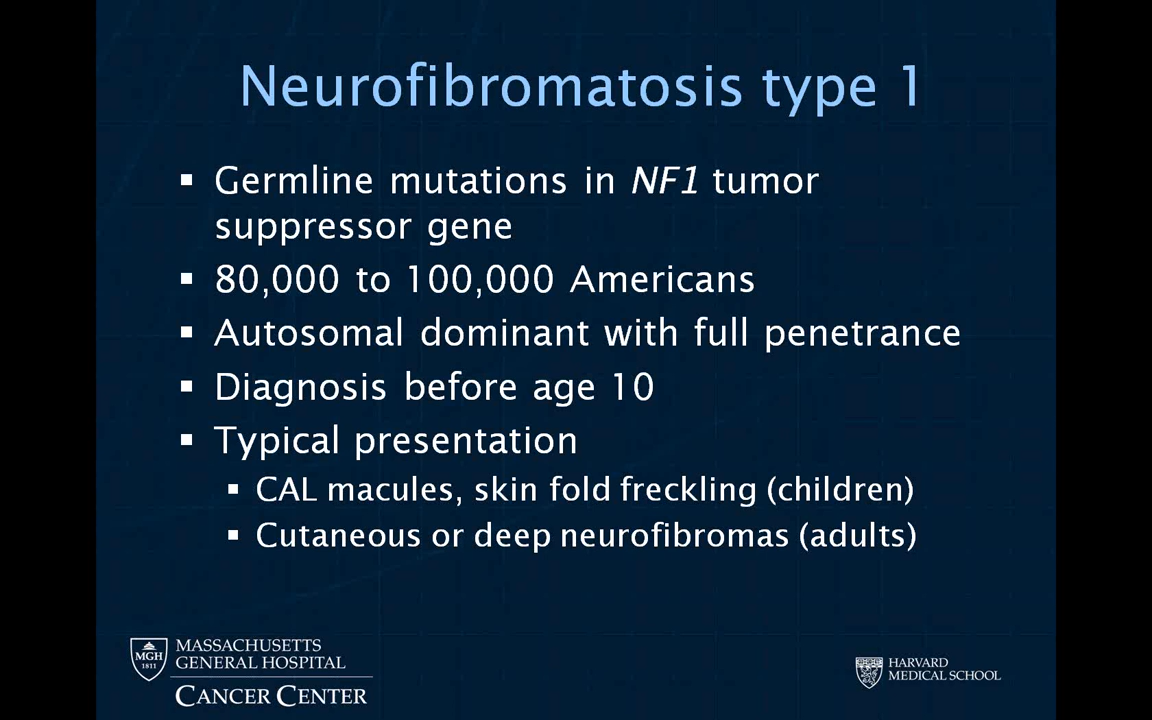 Neurofibromatosis type 1
▪ Germline mutations in NF1 tumor
suppressor gene
▪ 80,000 to 100,000 Americans
▪ Autosomal dominant with full penetrance
▪ Diagnosis before age 10
▪ Typical presentation
▪ CAL macules, skin fold freckling (children)
▪ Cutaneous or deep neurofibromas (adults)
MGH
1811
MASSACHUSETTS
GENERAL HOSPITAL
CANCER CENTER
HARVARD
MEDICAL SCHOOL